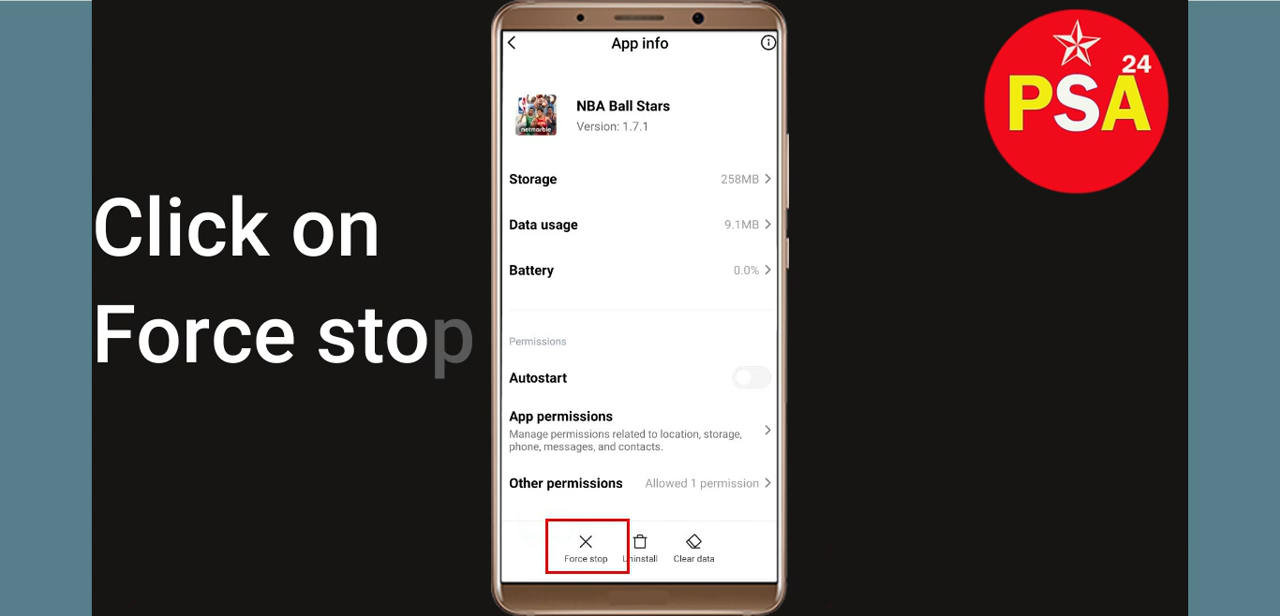 Click on
Force stop
App info
NBA Ball Stars
Version: 1.7.1
netmarble
Storage 258MB
Data usage 9.1MB
Battery 0.0%
Permissions
Autostart
App permissions
Manage permissions related to location, storage,
phone, messages, and contacts.
Other permissions Allowed 1 permission
Force stop Uninstall Clear data
24
PSA